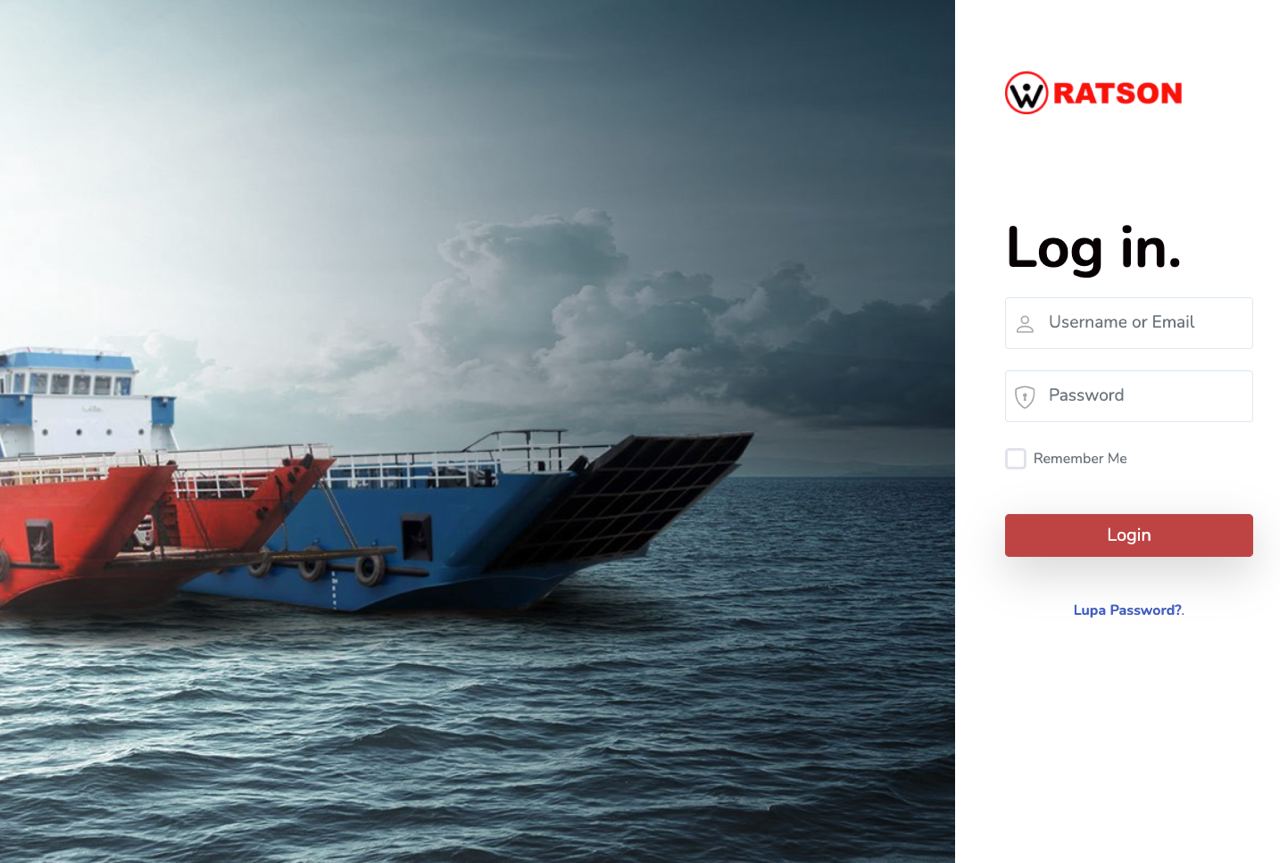 RATSON
Log in.
Username or Email
Password
Remember Me
Login
Lupa Password?.